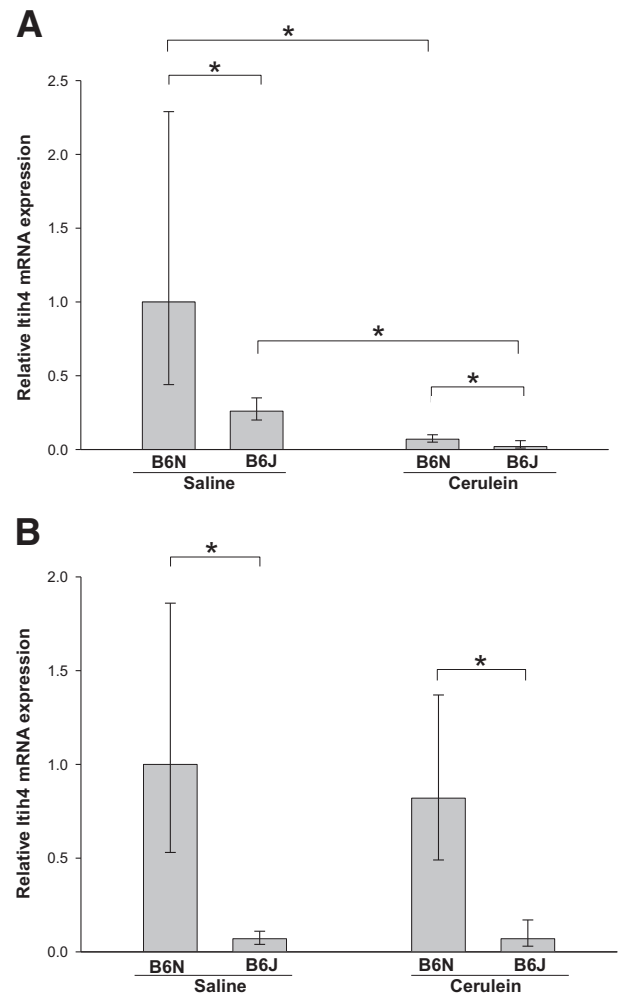 A
*
*
2.5
2.0
1.5
1.0
0.5
0.0
Relative Itih4 mRNA expression
*
*
B6N B6J B6N B6J
Saline Cerulein
B
*
*
2.0
1.5
1.0
0.5
0.0
Relative Itih4 mRNA expression
B6N B6J B6N B6J
Saline Cerulein